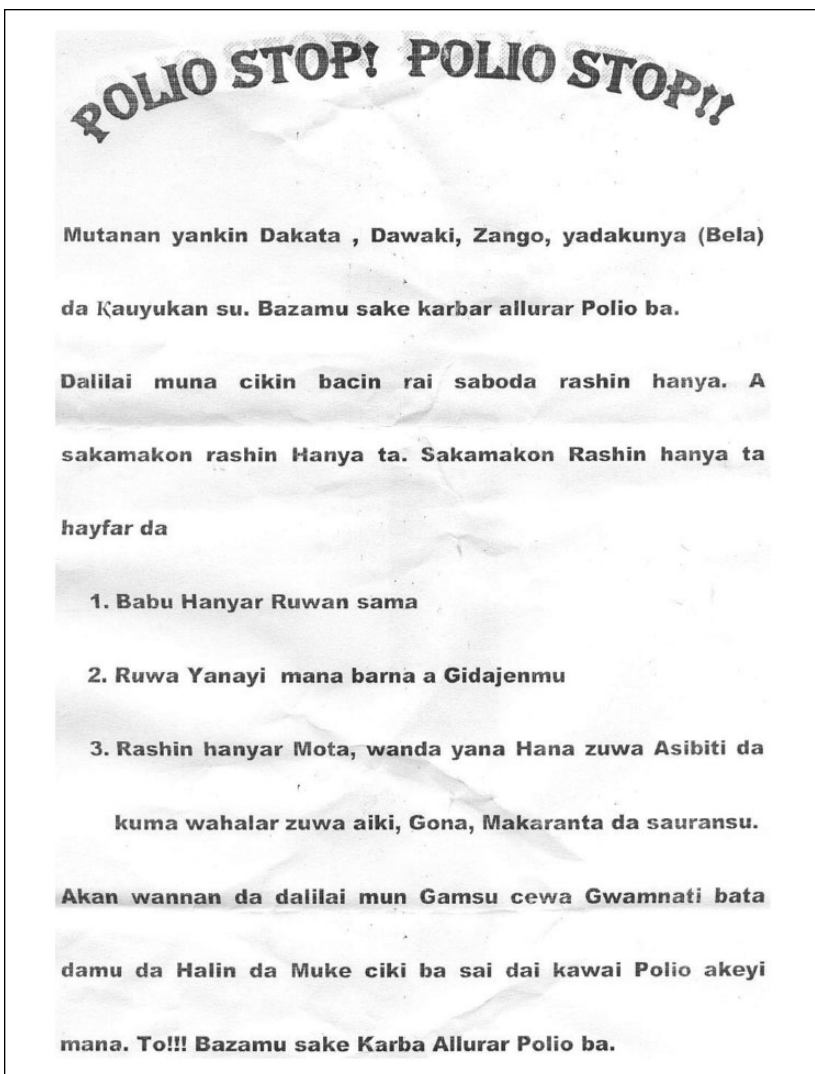 POLIO STOP! POLIO STOP!!
Mutanan yankin Dakata , Dawaki, Zango, yadakunya (Bela)
da Ƙauyukan su. Bazamu sake karbar allurar Polio ba.
Dalilai muna cikin bacin rai saboda rashin hanya. A
sakamakon rashin Hanya ta. Sakamakon Rashin hanya ta
hayfar da
1. Babu Hanyar Ruwan sama
2. Ruwa Yanayi mana barna a Gidajenmu
3. Rashin hanyar Mota, wanda yana Hana zuwa Asibiti da
kuma wahalar zuwa aiki, Gona, Makaranta da sauransu.
Akan wannan da dalilai mun Gamsu cewa Gwamnati bata
damu da Halin da Muke ciki ba sai dai kawai Polio akeyi
mana. To!!! Bazamu sake Karba Allurar Polio ba.